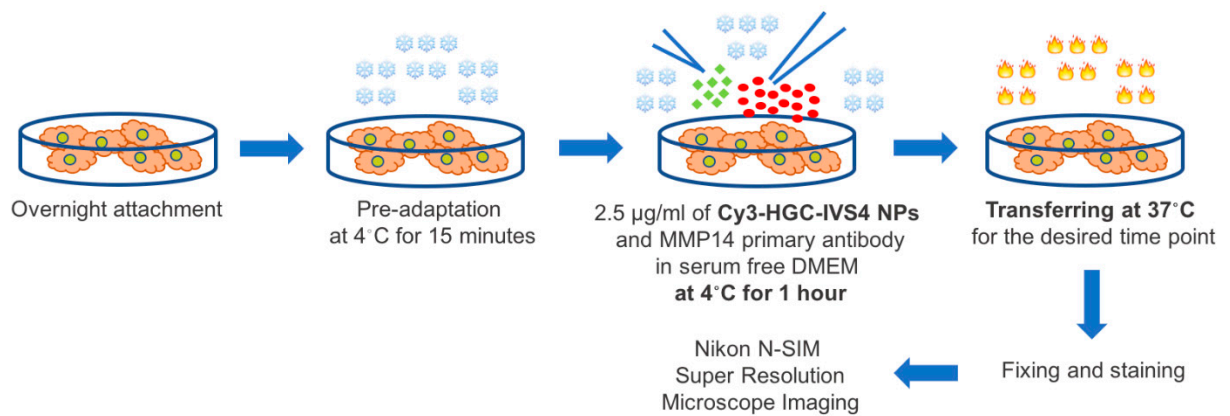 Overnight attachment
Pre-adaptation
at 4°C for 15 minutes
2.5 µg/ml of Cy3-HGC-IVS4 NPs
and MMP14 primary antibody
in serum free DMEM
at 4°C for 1 hour
Transferring at 37°C
for the desired time point
Fixing and staining
Nikon N-SIM
Super Resolution
Microscope Imaging